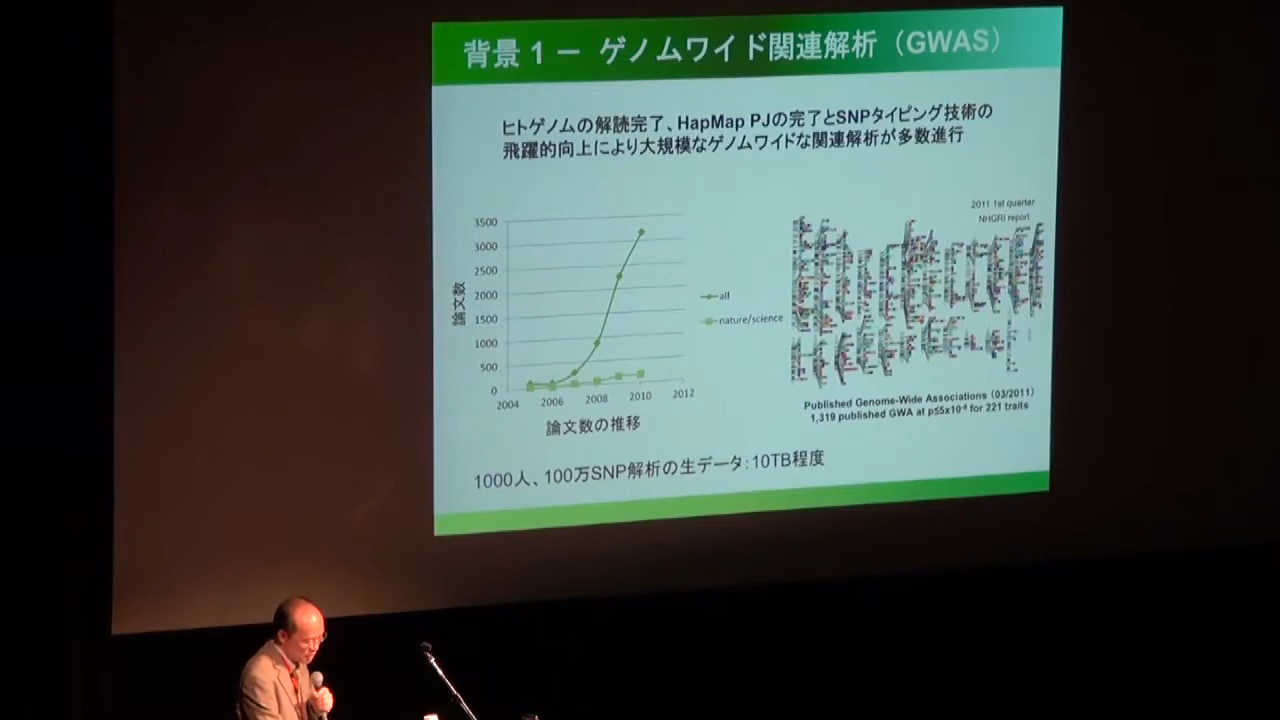 背景 1 － ゲノムワイド関連解析（GWAS）
ヒトゲノムの解読完了、HapMap PJの完了とSNPタイピング技術の
飛躍的向上により大規模なゲノムワイドな関連解析が多数進行
論文数
3500
3000
2500
2000
1500
1000
500
0
2004
2006
2008
2010
2012
論文数の推移
all
nature/science
2011 1st quarter
NHGRI report
Published Genome-Wide Associations (03/2011)
1,319 published GWA at p≤5x10⁻⁸ for 221 traits
1000人、100万SNP解析の生データ：10TB程度